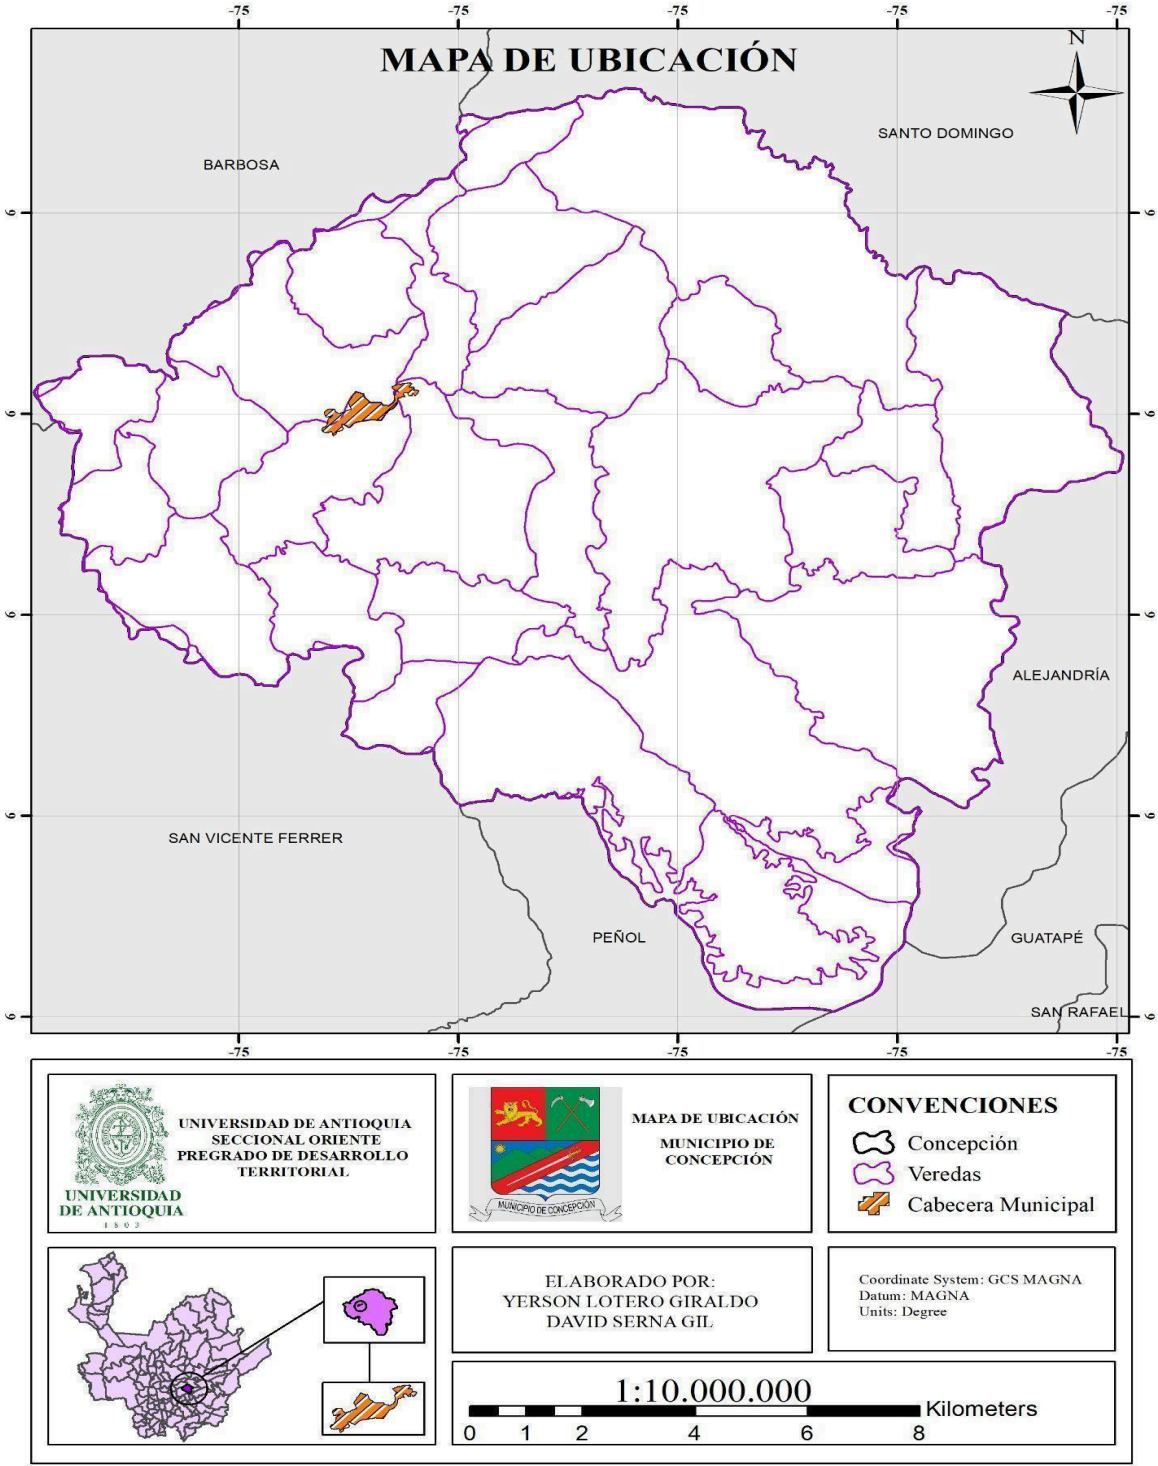 -75 -75 -75 -75 -75
MAPA DE UBICACIÓN
N
SANTO DOMINGO
BARBOSA
6 6
6 6
6 6
ALEJANDRÍA
6 6
SAN VICENTE FERRER
PEÑOL
GUATAPÉ
SAN RAFAEL
6 6
-75 -75 -75 -75 -75
UNIVERSIDAD
DE ANTIOQUIA
1803
UNIVERSIDAD DE ANTIOQUIA
SECCIONAL ORIENTE
PREGRADO DE DESARROLLO
TERRITORIAL
MUNICIPIO DE CONCEPCIÓN
MAPA DE UBICACIÓN
MUNICIPIO DE
CONCEPCIÓN
CONVENCIONES
Concepción
Veredas
Cabecera Municipal
ELABORADO POR:
YERSON LOTERO GIRALDO
DAVID SERNA GIL
Coordinate System: GCS MAGNA
Datum: MAGNA
Units: Degree
1:10.000.000
Kilometers
0 1 2 4 6 8